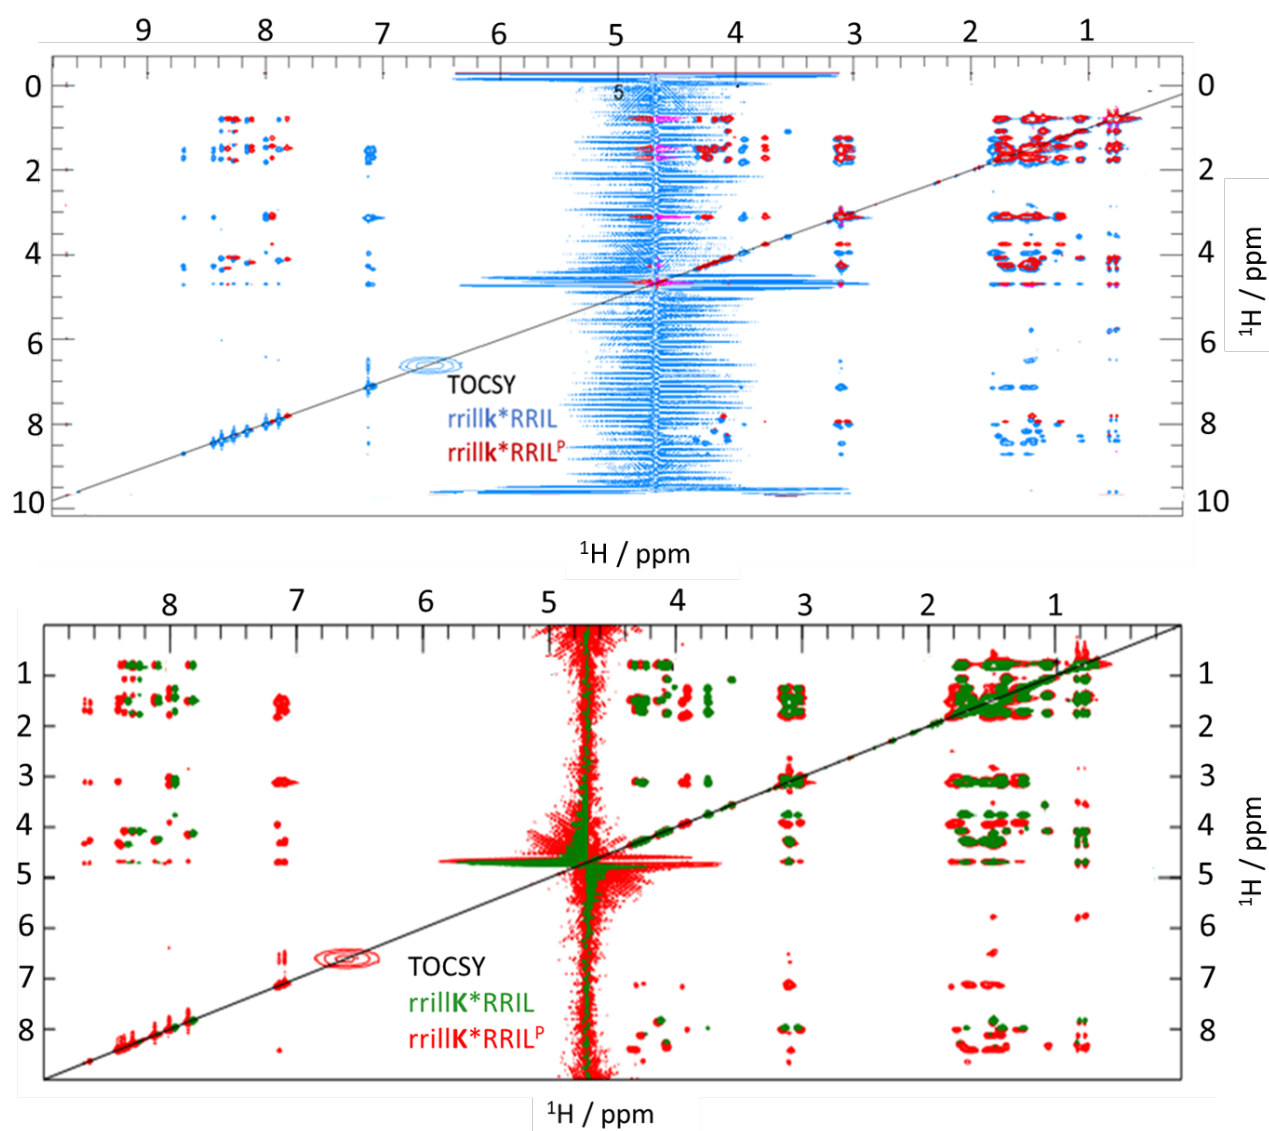 9 8 7 6 5 4 3 2 1
5
0 0
2 2
4 4
6 6
8 8
10 10
¹H / ppm
TOCSY
rrillk*RRIL
rrillk*RRILᴾ
¹H / ppm
8 7 6 5 4 3 2 1
1 1
2 2
3 3
4 4
5 5
6 6
7 7
8 8
¹H / ppm
TOCSY
rrillK*RRIL
rrillK*RRILᴾ
¹H / ppm